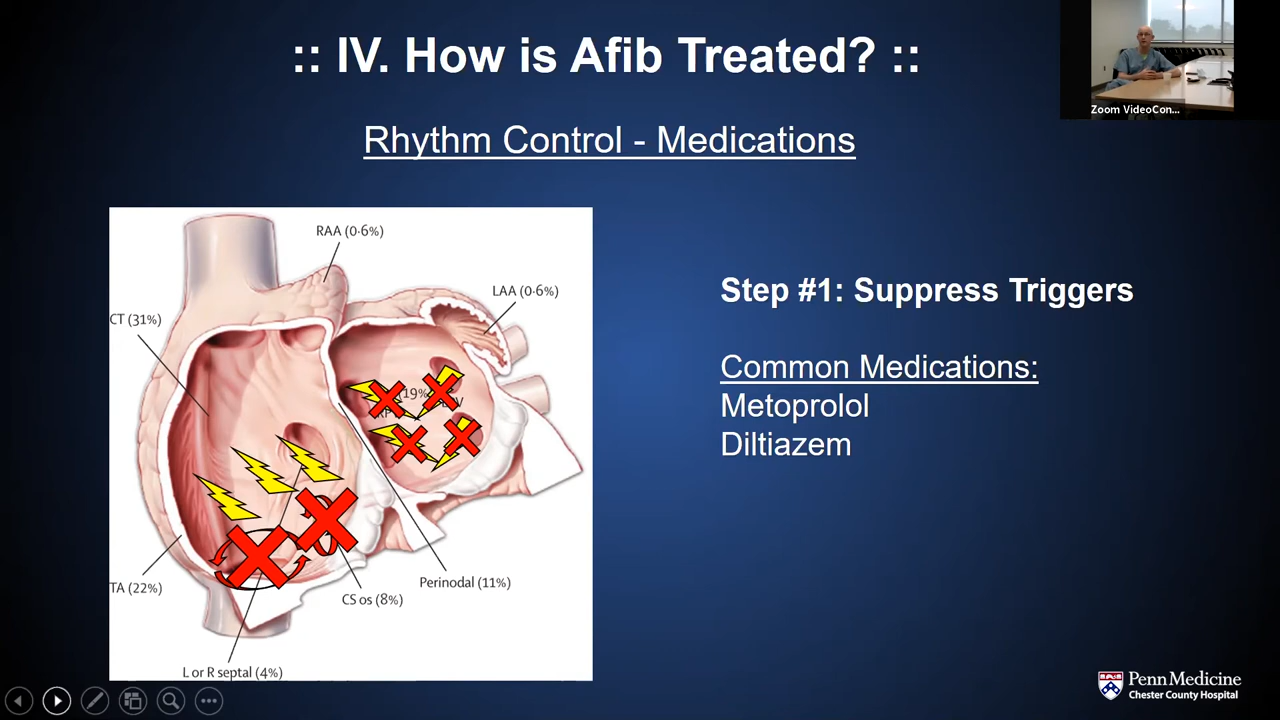 :: IV. How is Afib Treated? ::
Zoom VideoCon...
Rhythm Control - Medications
RAA (0·6%)
LAA (0·6%)
CT (31%)
(19%
Step #1: Suppress Triggers
Common Medications:
Metoprolol
Diltiazem
TA (22%)
Perinodal (11%)
CS os (8%)
L or R septal (4%)
Penn Medicine
Chester County Hospital